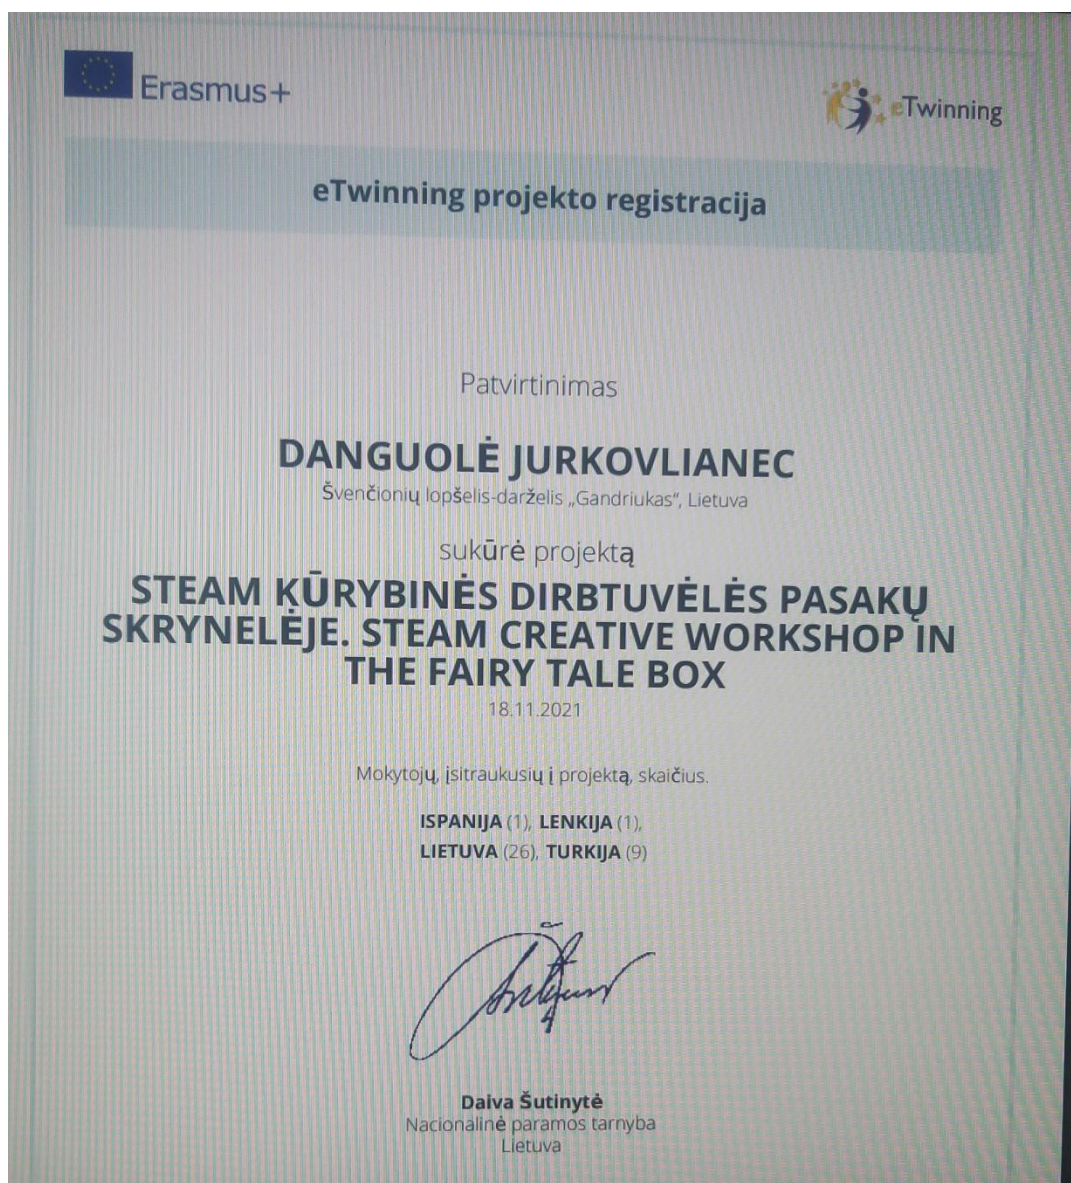 Erasmus+
eTwinning
eTwinning projekto registracija
Patvirtinimas
DANGUOLĖ JURKOVLIANEC
Švenčionių lopšelis-darželis „Gandriukas“, Lietuva
sukūrė projektą
STEAM KŪRYBINĖS DIRBTUVĖLĖS PASAKŲ
SKRYNELĖJE. STEAM CREATIVE WORKSHOP IN
THE FAIRY TALE BOX
18.11.2021
Mokytojų, įsitraukusių į projektą, skaičius.
ISPANIJA (1), LENKIJA (1),
LIETUVA (26), TURKIJA (9)
Daiva Šutinytė
Nacionalinė paramos tarnyba
Lietuva